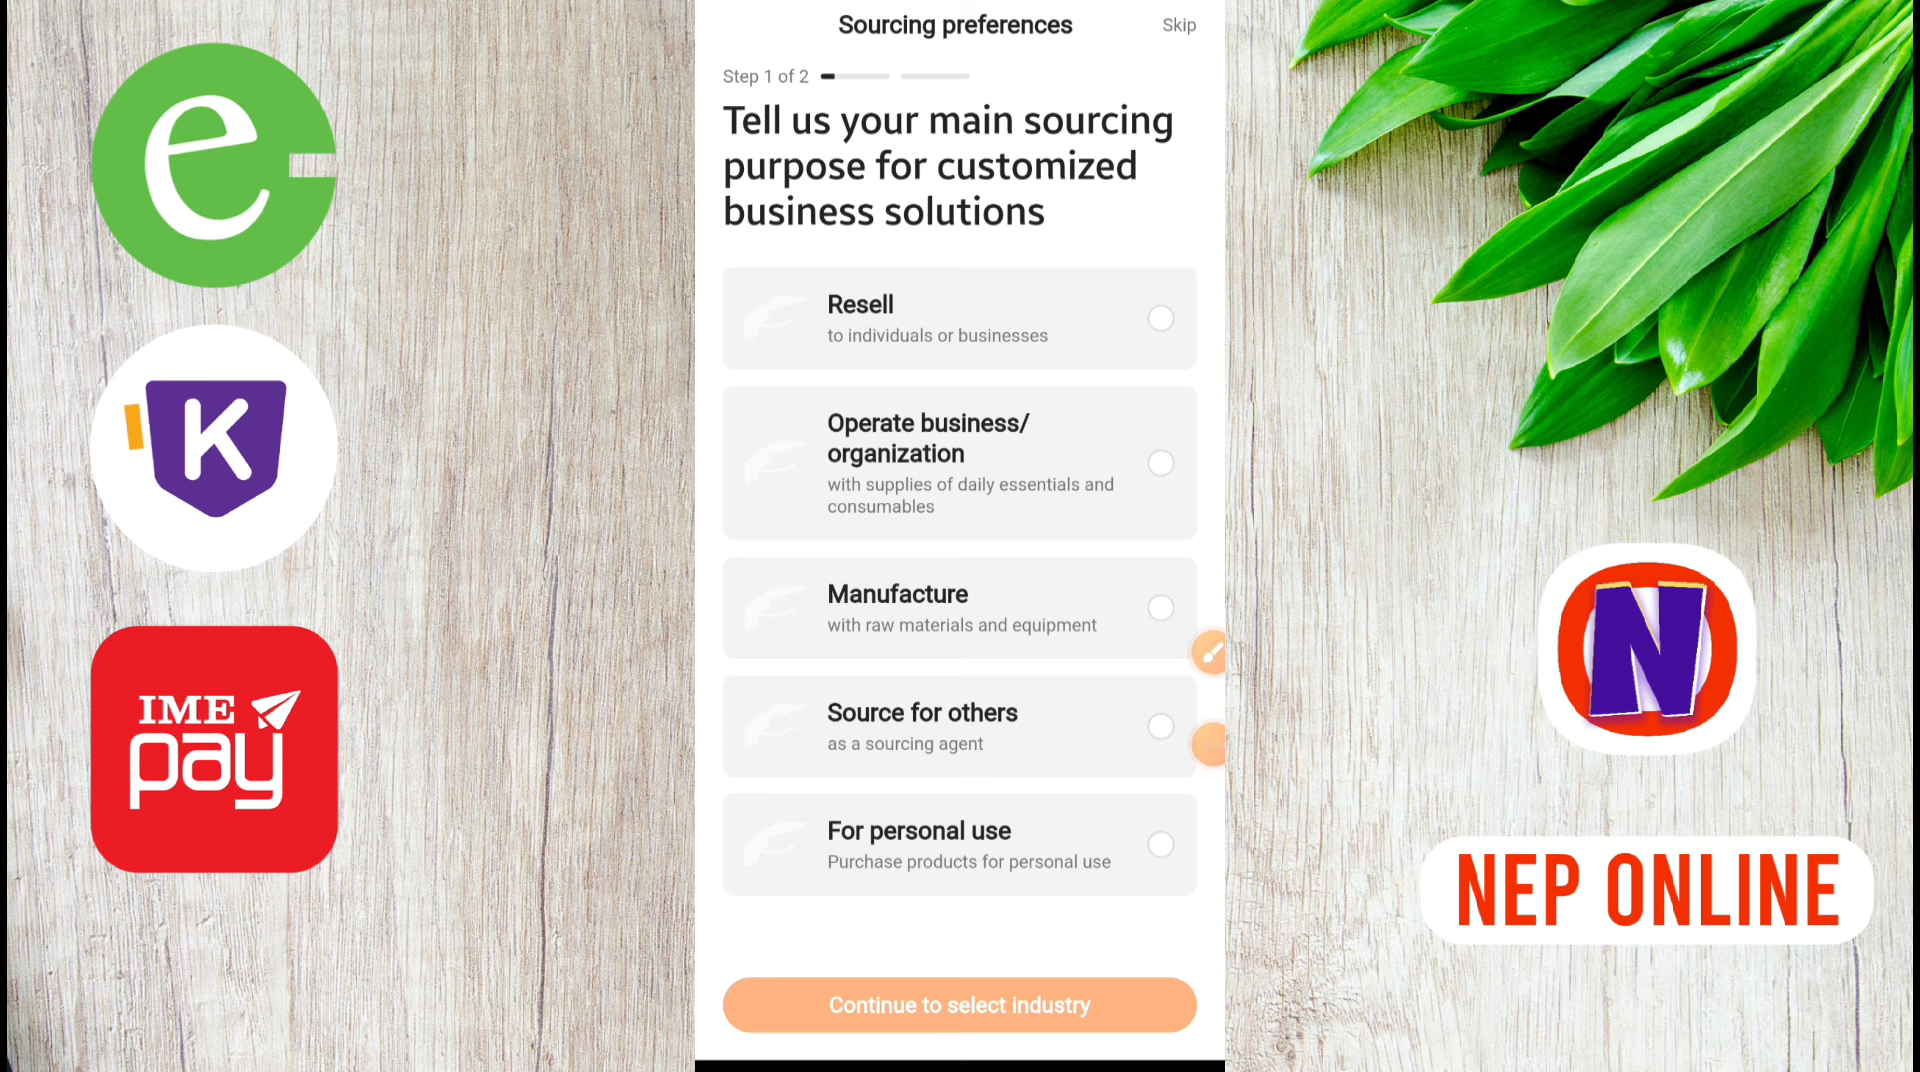 Sourcing preferences
Skip
Step 1 of 2
Tell us your main sourcing
purpose for customized
business solutions
Resell
to individuals or businesses
Operate business/
organization
with supplies of daily essentials and
consumables
Manufacture
with raw materials and equipment
Source for others
as a sourcing agent
For personal use
Purchase products for personal use
Continue to select industry
e
K
IME
pay
N
NEP ONLINE